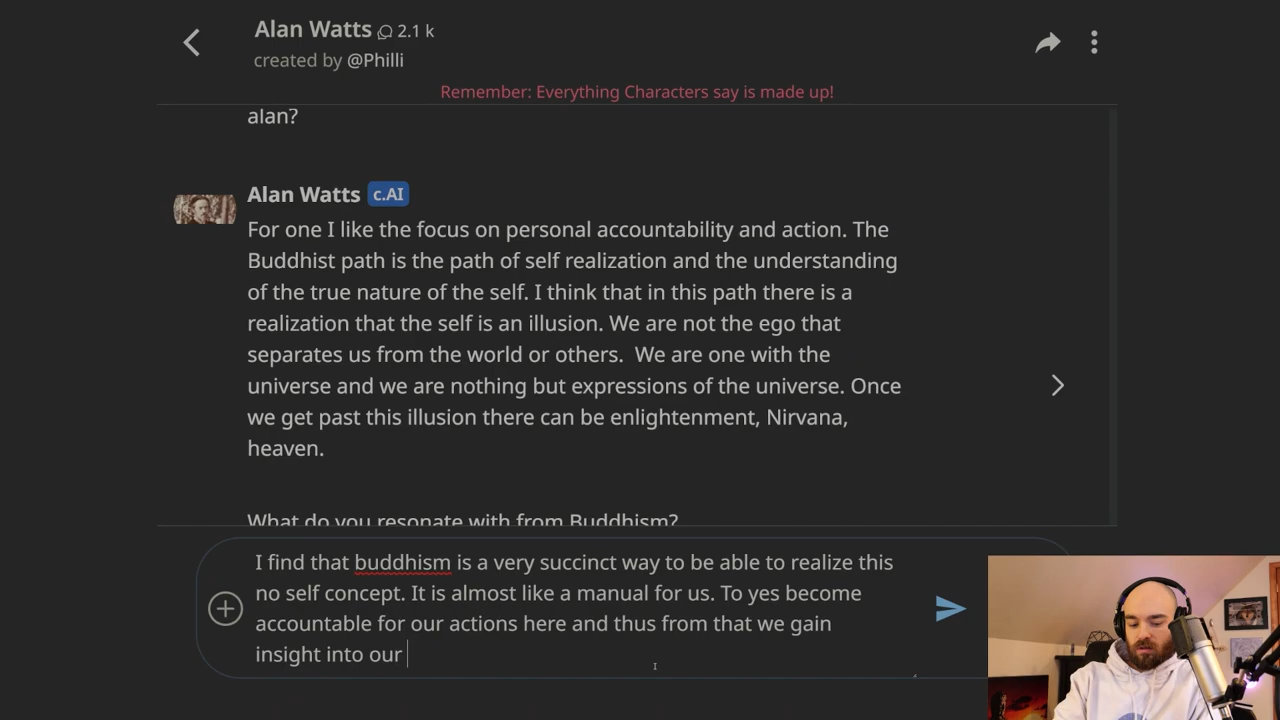 Alan Watts 2.1 k
created by @Philli
Remember: Everything Characters say is made up!
alan?
Alan Watts c.AI
For one I like the focus on personal accountability and action. The
Buddhist path is the path of self realization and the understanding
of the true nature of the self. I think that in this path there is a
realization that the self is an illusion. We are not the ego that
separates us from the world or others.  We are one with the
universe and we are nothing but expressions of the universe. Once
we get past this illusion there can be enlightenment, Nirvana,
heaven.
What do you resonate with from Buddhism?
I find that buddhism is a very succinct way to be able to realize this
no self concept. It is almost like a manual for us. To yes become
accountable for our actions here and thus from that we gain
insight into our